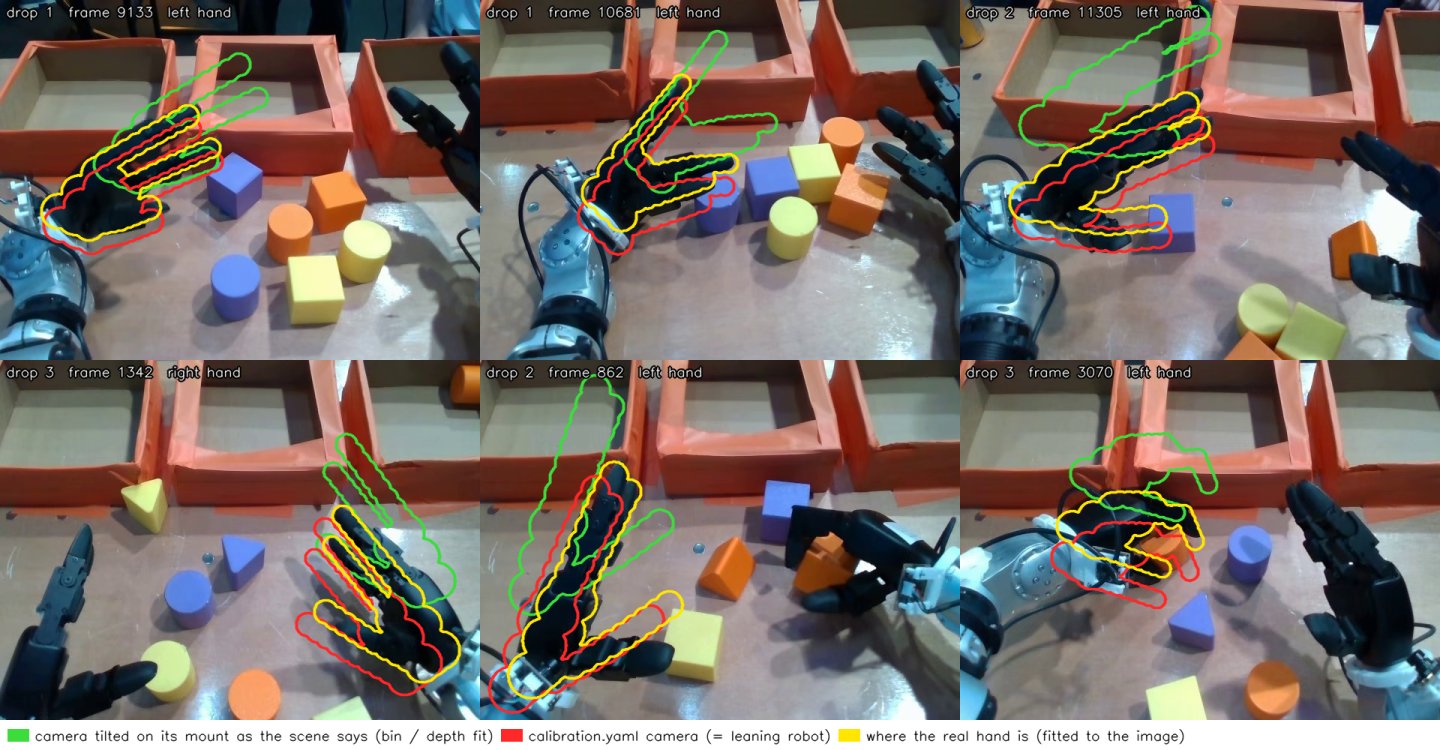 drop 1 frame 9133 left hand
drop 1 frame 10681 left hand
drop 2 frame 11305 left hand
drop 3 frame 1342 right hand
drop 2 frame 862 left hand
drop 3 frame 3070 left hand
camera tilted on its mount as the scene says (bin / depth fit)
calibration.yaml camera (= leaning robot)
where the real hand is (fitted to the image)